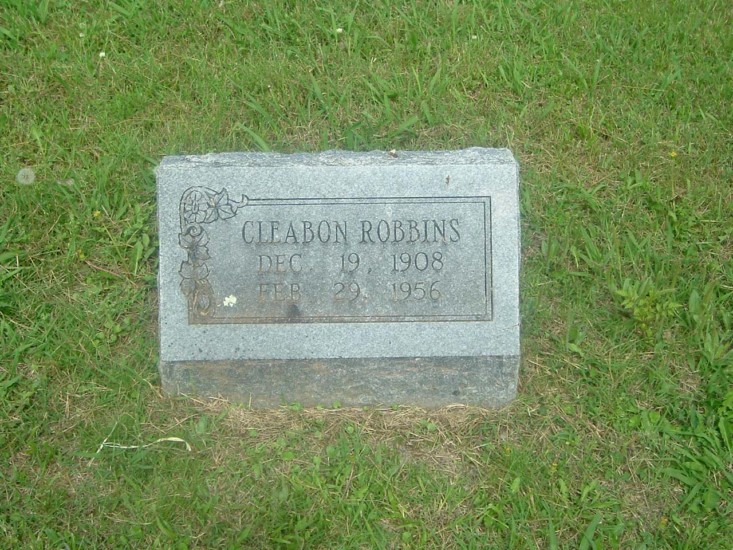 CLEABON ROBBINS
DEC. 19, 1908
FEB. 29, 1956